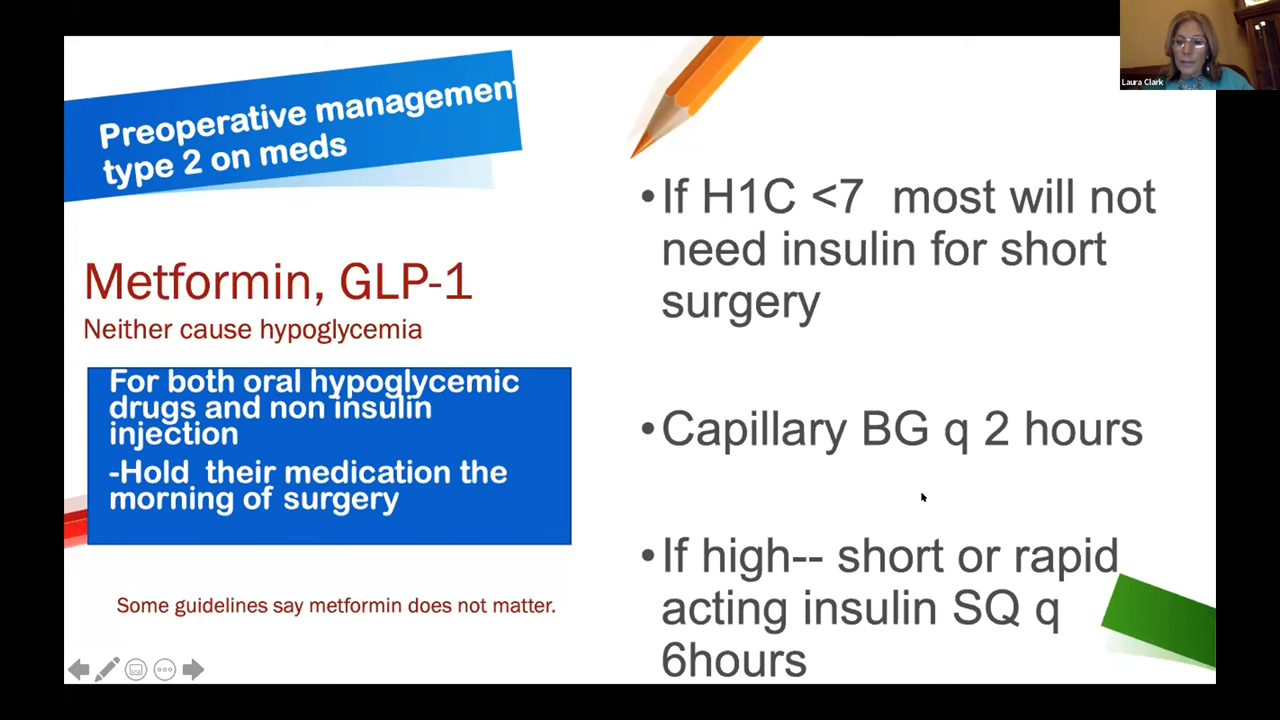 Preoperative management
type 2 on meds
Metformin, GLP-1
Neither cause hypoglycemia
For both oral hypoglycemic
drugs and non insulin
injection
-Hold their medication the
morning of surgery
Some guidelines say metformin does not matter.
•If H1C <7 most will not
need insulin for short
surgery
•Capillary BG q 2 hours
•If high-- short or rapid
acting insulin SQ q
6hours
Laura Clark